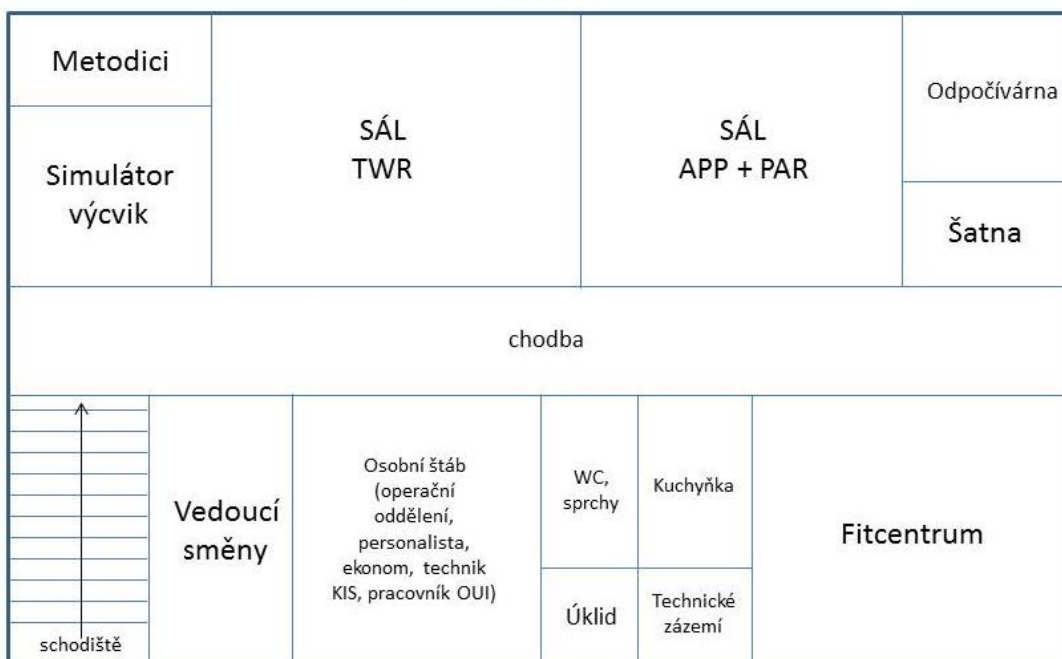 Metodici
Simulátor
výcvik
SÁL
TWR
SÁL
APP + PAR
Odpočívárna
Šatna
chodba
schodiště
Vedoucí
směny
Osobní štáb
(operační
oddělení,
personalista,
ekonom, technik
KIS, pracovník OUI)
WC,
sprchy
Úklid
Kuchyňka
Technické
zázemí
Fitcentrum